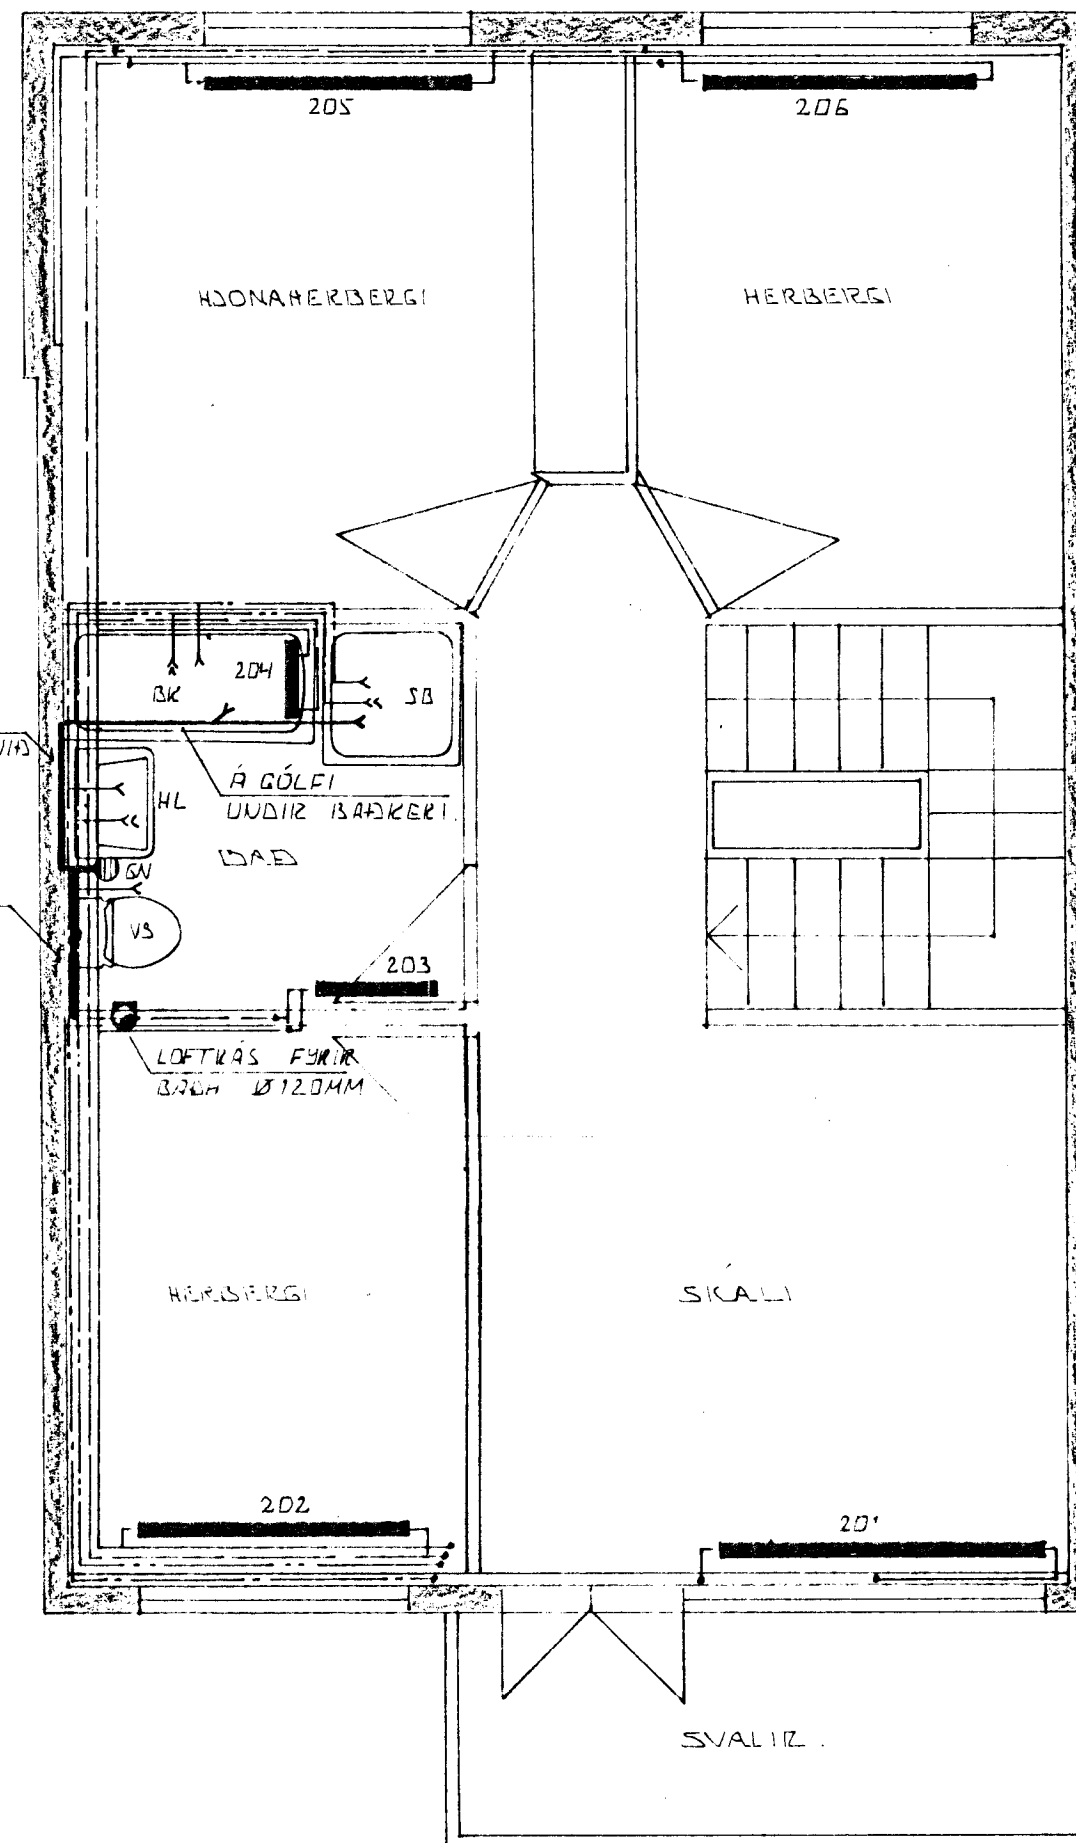 205
206
HJONAHERBERGI
HERBERGI
BK
204
SB
HL
Á GÓLFI
UNDIR BAÐKERI.
BAÐ
GN
VS
203
LOFTRÁS FYRIR
BAÐH Ø120MM
HERBERGI
SKÁLI
202
201
SVALIR.